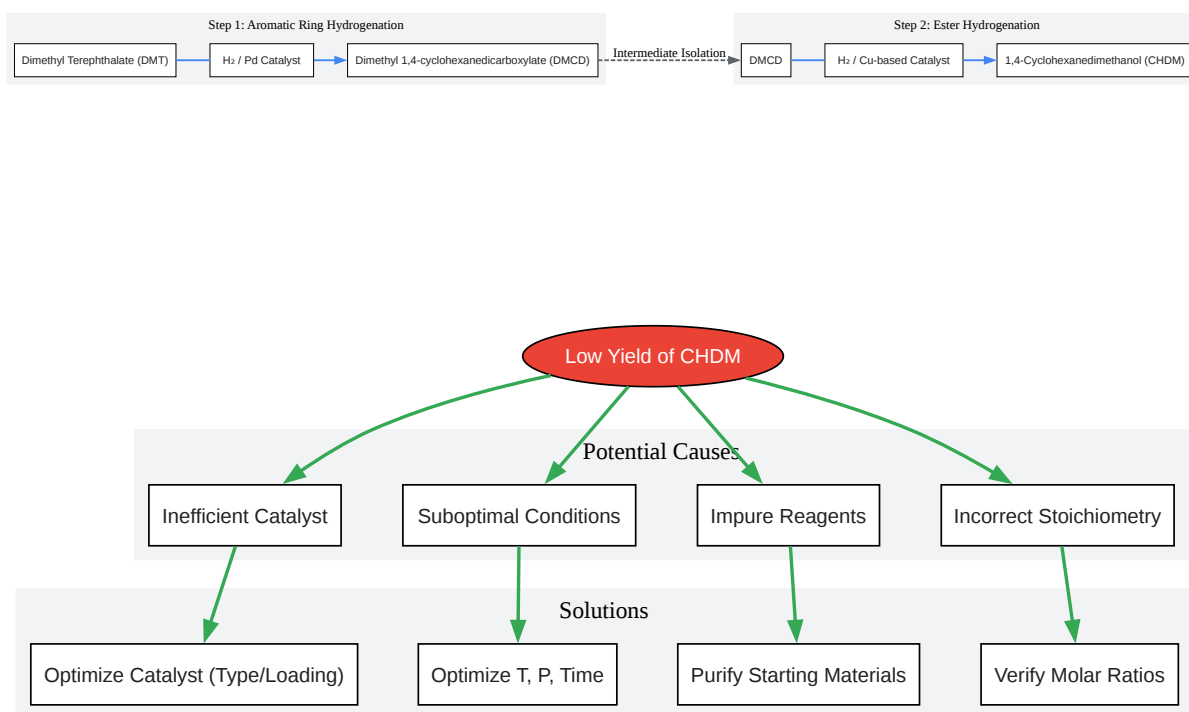 Step 1: Aromatic Ring Hydrogenation
Step 2: Ester Hydrogenation
Dimethyl Terephthalate (DMT)
H₂ / Pd Catalyst
Dimethyl 1,4-cyclohexanedicarboxylate (DMCD)
Intermediate Isolation
DMCD
H₂ / Cu-based Catalyst
1,4-Cyclohexanedimethanol (CHDM)
Low Yield of CHDM
Potential Causes
Inefficient Catalyst
Suboptimal Conditions
Impure Reagents
Incorrect Stoichiometry
Solutions
Optimize Catalyst (Type/Loading)
Optimize T, P, Time
Purify Starting Materials
Verify Molar Ratios